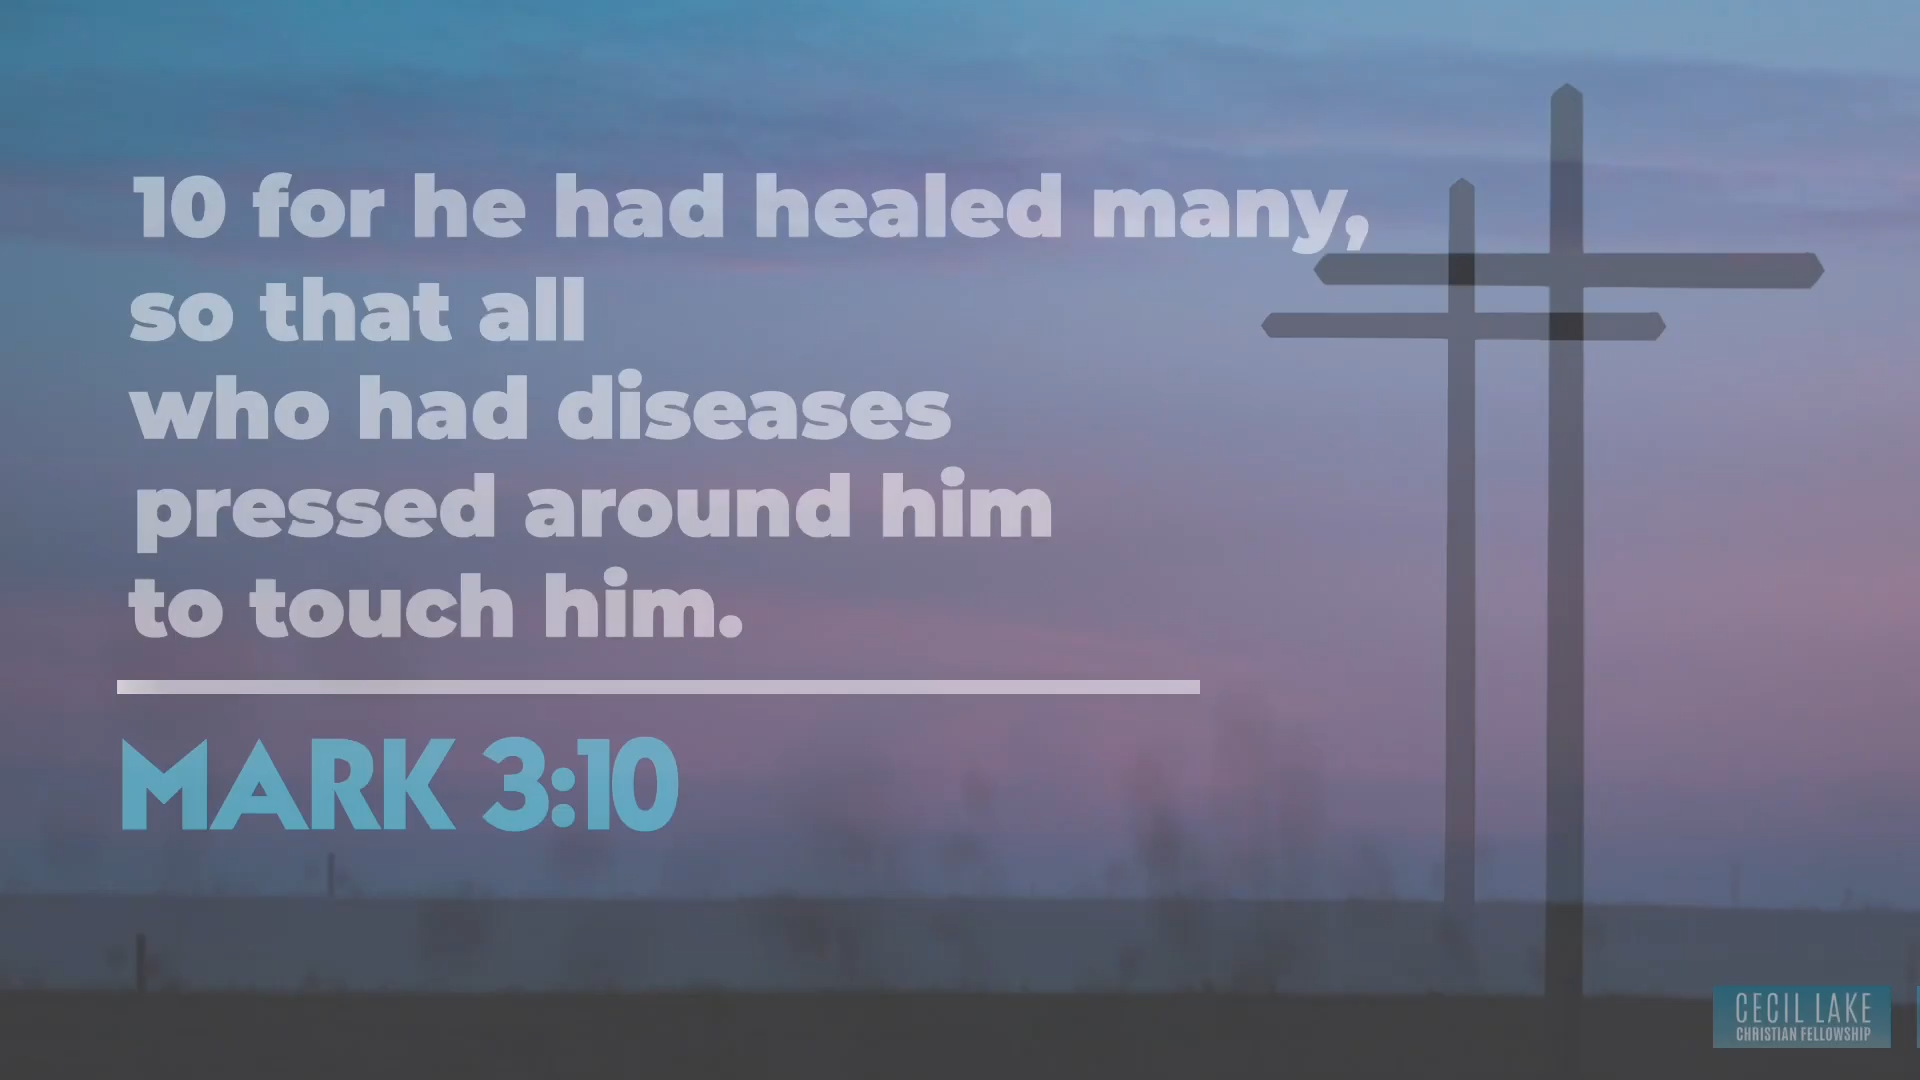 10 for he had healed many,
so that all
who had diseases
pressed around him
to touch him.
MARK 3:10
CECIL LAKE
CHRISTIAN FELLOWSHIP